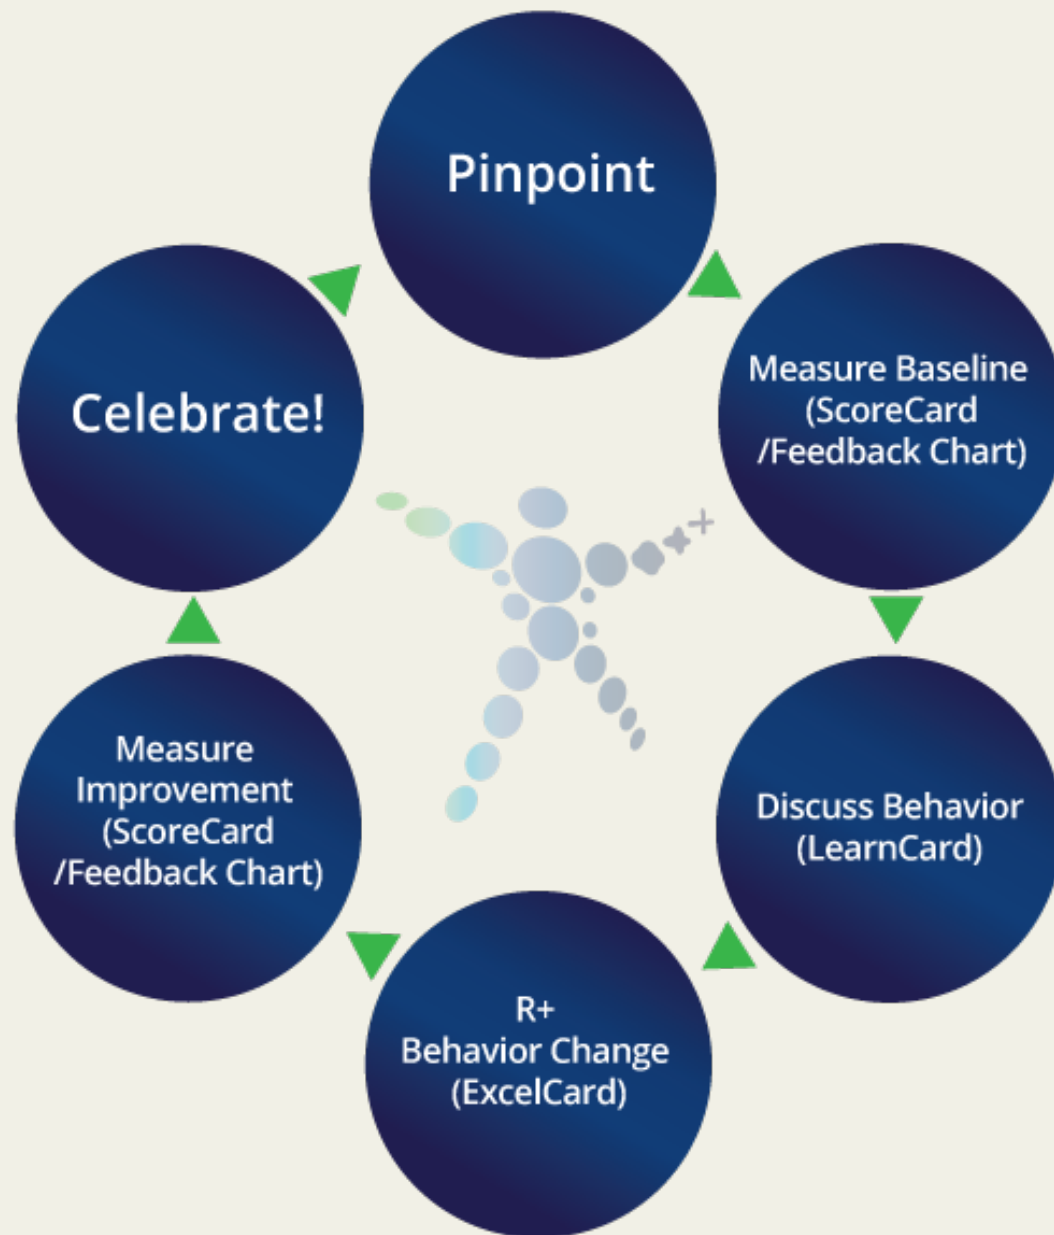 Pinpoint
Measure Baseline
(ScoreCard
/Feedback Chart)
Discuss Behavior
(LearnCard)
R+
Behavior Change
(ExcelCard)
Measure
Improvement
(ScoreCard
/Feedback Chart)
Celebrate!